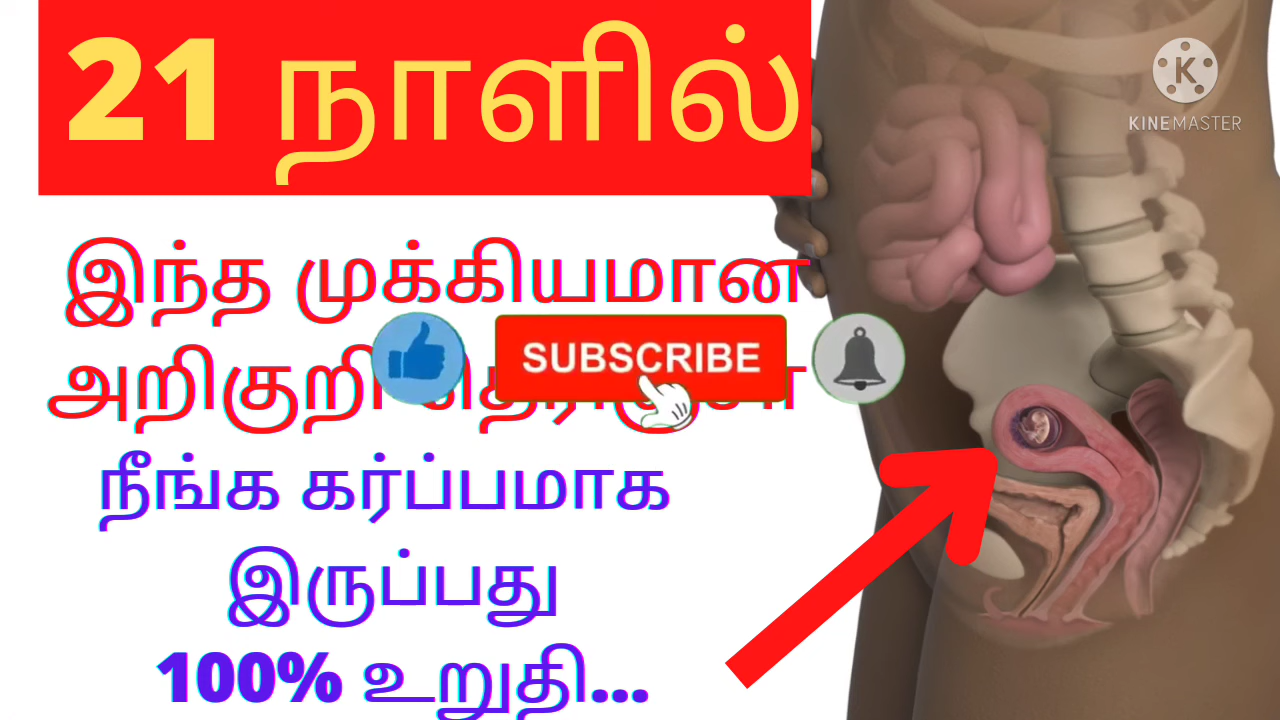 21 நாளில்
KINEMASTER
இந்த முக்கியமான
அறிகுறி
SUBSCRIBE
நீங்க கர்ப்பமாக
இருப்பது
100% உறுதி...